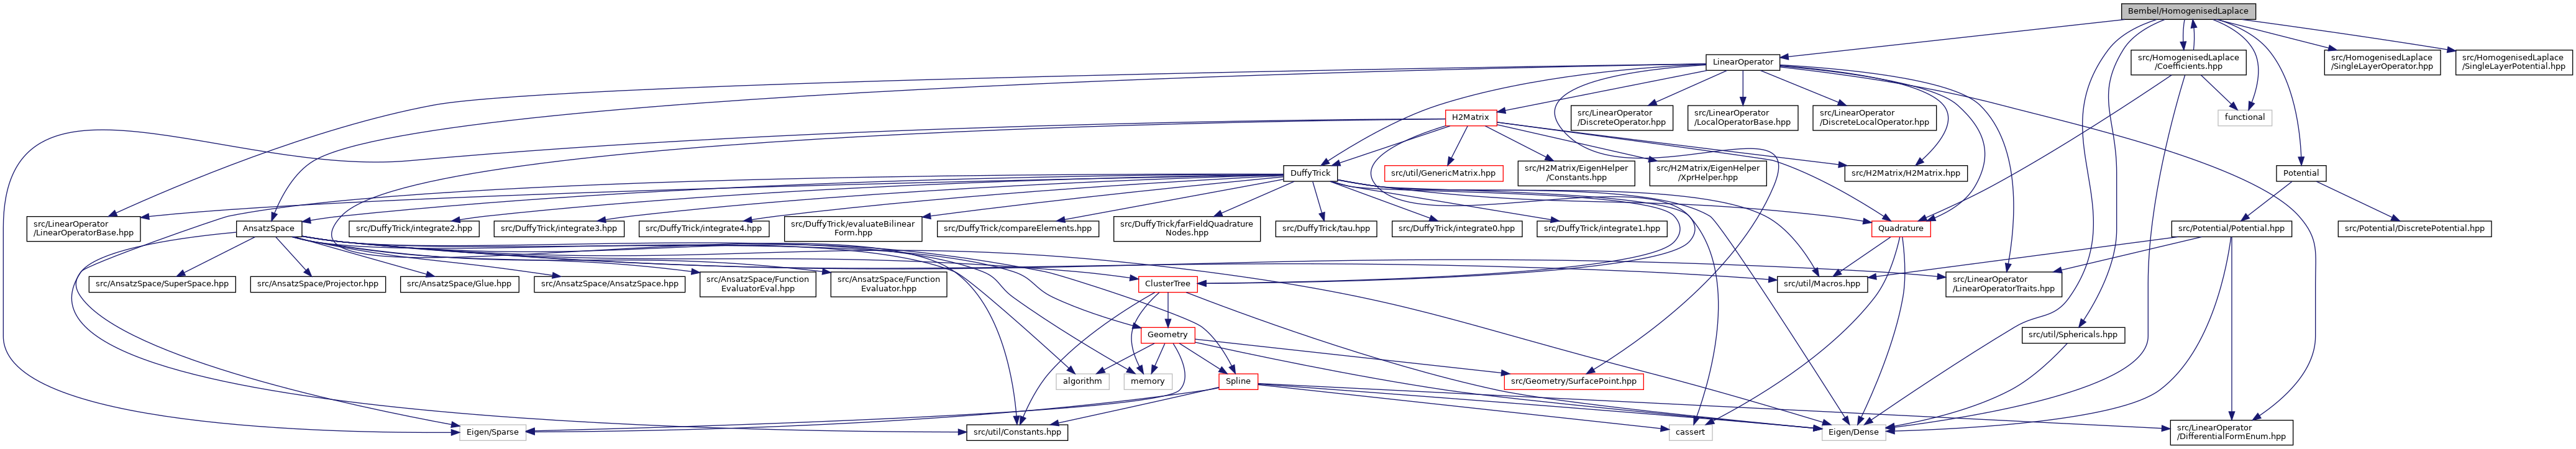 Bembel/HomogenisedLaplace
LinearOperator
src/HomogenisedLaplace
/Coefficients.hpp
src/HomogenisedLaplace
/SingleLayerOperator.hpp
src/HomogenisedLaplace
/SingleLayerPotential.hpp
H2Matrix
src/LinearOperator
/DiscreteOperator.hpp
src/LinearOperator
/LocalOperatorBase.hpp
src/LinearOperator
/DiscreteLocalOperator.hpp
functional
DuffyTrick
src/util/GenericMatrix.hpp
src/H2Matrix/EigenHelper
/Constants.hpp
src/H2Matrix/EigenHelper
/XprHelper.hpp
src/H2Matrix/H2Matrix.hpp
Potential
src/LinearOperator
/LinearOperatorBase.hpp
AnsatzSpace
src/DuffyTrick/integrate2.hpp
src/DuffyTrick/integrate3.hpp
src/DuffyTrick/integrate4.hpp
src/DuffyTrick/evaluateBilinear
Form.hpp
src/DuffyTrick/compareElements.hpp
src/DuffyTrick/farFieldQuadrature
Nodes.hpp
src/DuffyTrick/tau.hpp
src/DuffyTrick/integrate0.hpp
src/DuffyTrick/integrate1.hpp
Quadrature
src/Potential/Potential.hpp
src/Potential/DiscretePotential.hpp
src/AnsatzSpace/SuperSpace.hpp
src/AnsatzSpace/Projector.hpp
src/AnsatzSpace/Glue.hpp
src/AnsatzSpace/AnsatzSpace.hpp
src/AnsatzSpace/Function
EvaluatorEval.hpp
src/AnsatzSpace/Function
Evaluator.hpp
ClusterTree
src/util/Macros.hpp
src/LinearOperator
/LinearOperatorTraits.hpp
Geometry
src/util/Sphericals.hpp
algorithm
memory
Spline
src/Geometry/SurfacePoint.hpp
Eigen/Sparse
src/util/Constants.hpp
cassert
Eigen/Dense
src/LinearOperator
/DifferentialFormEnum.hpp